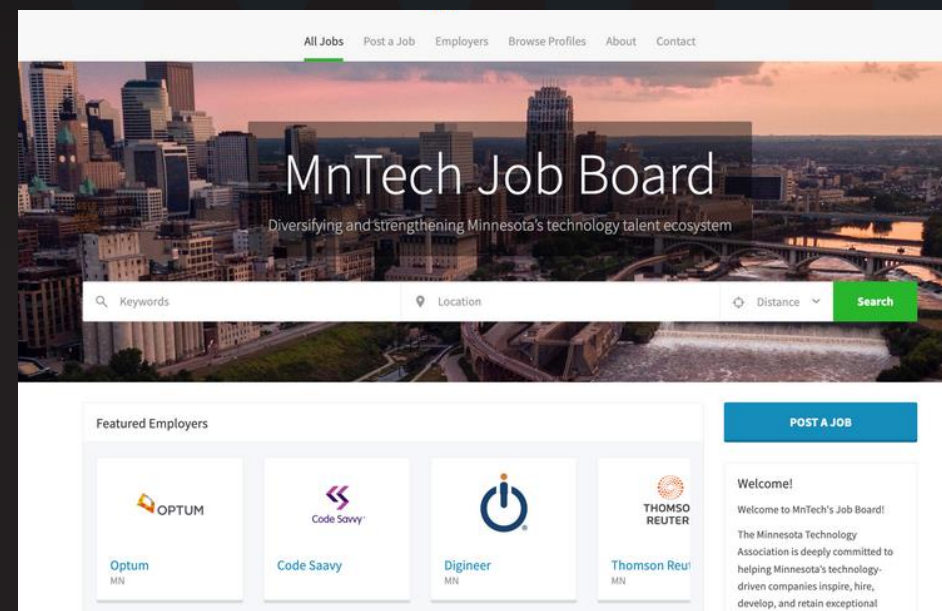 All Jobs Post a Job Employers Browse Profiles About Contact
MnTech Job Board
Diversifying and strengthening Minnesota's technology talent ecosystem
Keywords Location Distance Search
Featured Employers
OPTUM
Optum
MN
Code Savvy
Code Saavy
Digineer
MN
THOMSO
REUTER
Thomson Reu
MN
POST A JOB
Welcome!
Welcome to MnTech's Job Board!
The Minnesota Technology
Association is deeply committed to
helping Minnesota's technology-
driven companies inspire, hire,
develop, and retain exceptional